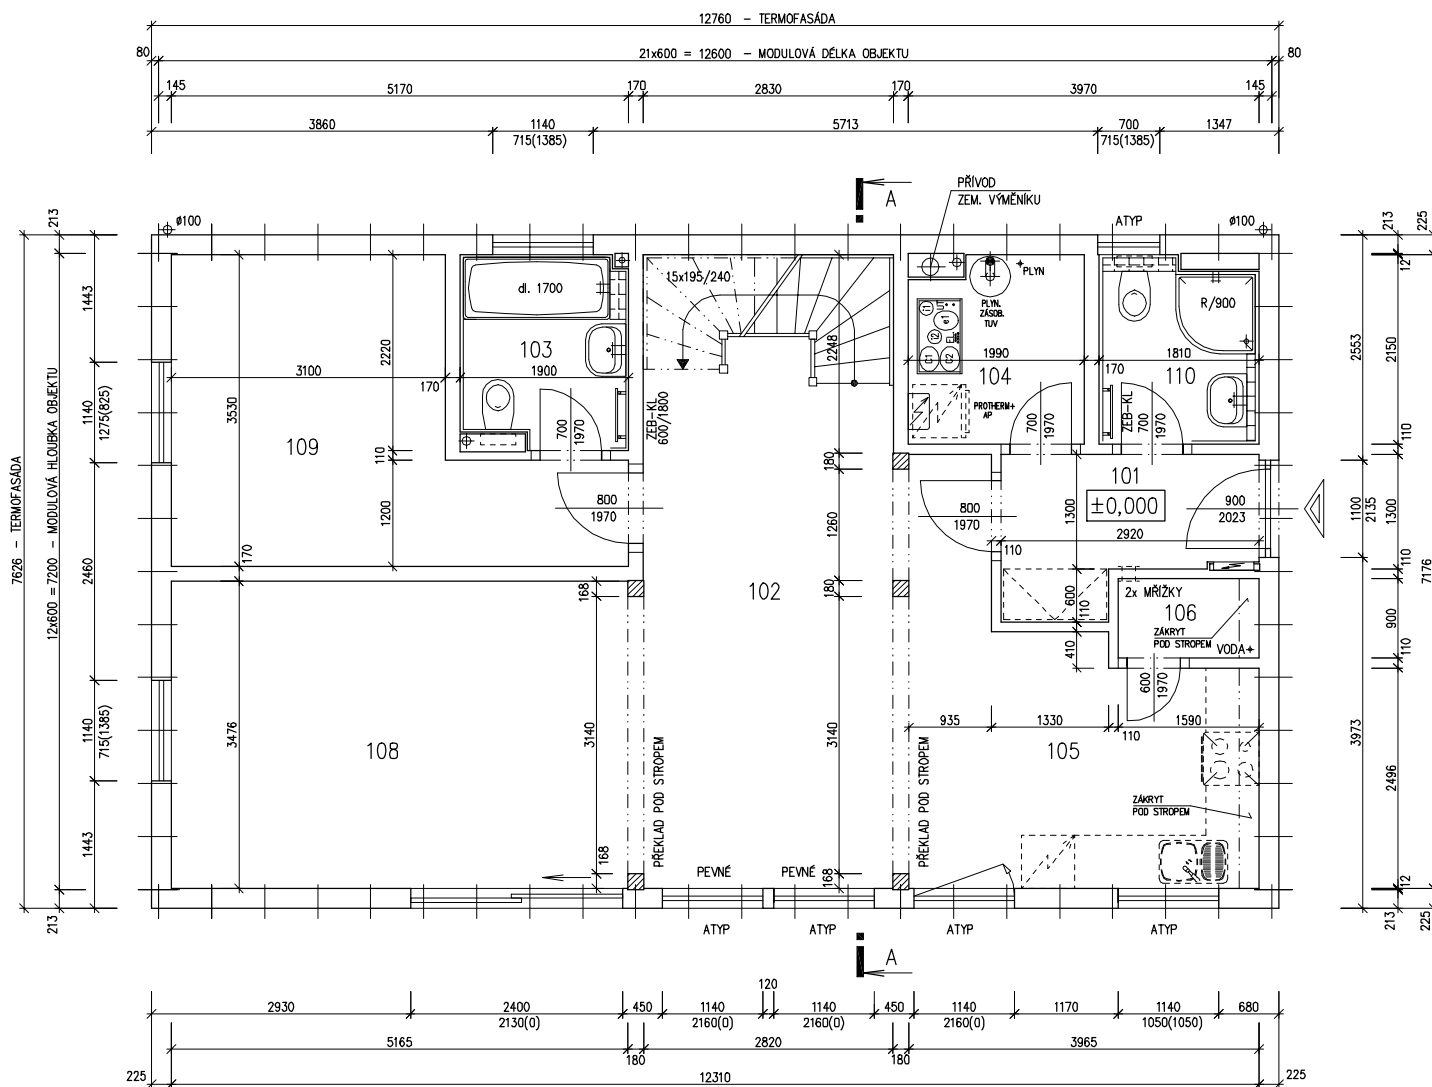 12760 - TERMOFASÁDA
80
21x600 = 12600 - MODULOVÁ DÉLKA OBJEKTU
80
145
5170
170
2830
170
3970
145
3860
1140
715(1385)
5713
700
715(1385)
1347
A
PŘÍVOD
ZEM. VÝMĚNÍKU
ATYP
ø100
ø100
213
213
225
7626 - TERMOFASÁDA
12x600 = 7200 - MODULOVÁ HLOUBKA OBJEKTU
1443
1140
1275(825)
2460
1140
715(1385)
1443
213
3530
3100
2220
170
110
1200
109
170
dl. 1700
103
1900
700
1970
800
1970
ZEB-KL
600/1800
15x195/240
2248
180
1260
180
3140
168
102
PLYN
PLYN.
ZÁSOB.
TUV
i1
UT
e1
i2
EL
C1
C2
1990
104
PROTHERM+
AP
700
1970
R/900
1810
170
110
ZEB-KL
700
1970
101
±0,000
1300
800
1970
2920
110
900
2023
600
110
410
2x MŘÍŽKY
106
ZÁKRYT
POD STROPEM
VODA
600
1970
935
1330
1590
110
105
ZÁKRYT
POD STROPEM
PŘEKLAD POD STROPEM
PŘEKLAD POD STROPEM
3476
108
168
3140
168
PEVNÉ
PEVNÉ
ATYP
ATYP
ATYP
ATYP
A
12
2553
2150
110
1100
2135
1300
110
900
110
3973
2496
12
7176
213
225
2930
2400
2130(0)
450
1140
2160(0)
120
1140
2160(0)
450
1140
2160(0)
1170
1140
1050(1050)
680
5165
180
2820
180
3965
225
12310
225